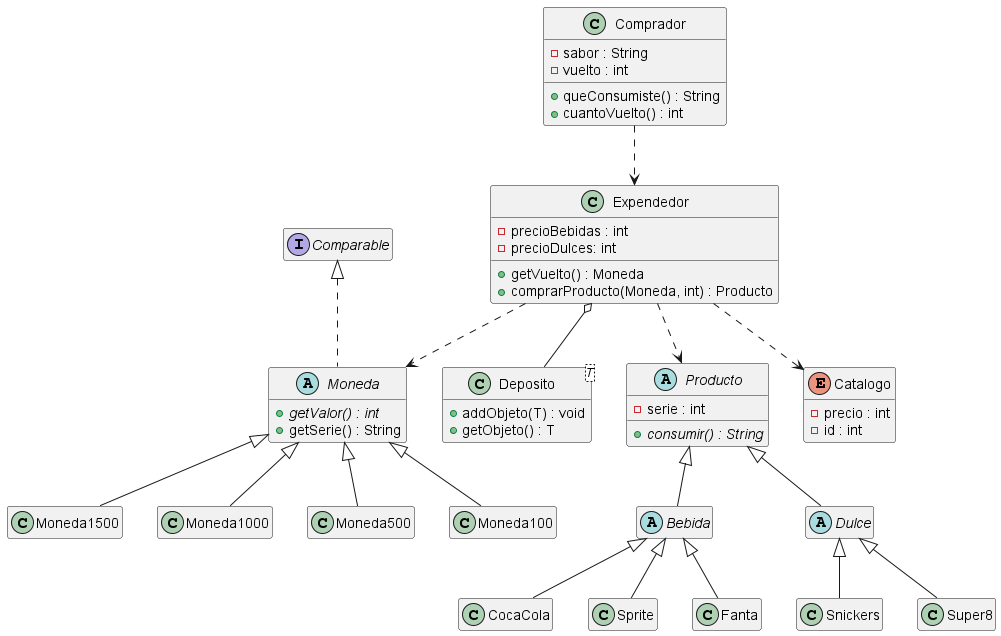 C Comprador
sabor : String
vuelto : int
queConsumiste() : String
cuantoVuelto() : int
C Expendedor
precioBebidas : int
precioDulces: int
getVuelto() : Moneda
comprarProducto(Moneda, int) : Producto
I Comparable
A Moneda
getValor() : int
getSerie() : String
C Deposito T
addObjeto(T) : void
getObjeto() : T
A Producto
serie : int
consumir() : String
E Catalogo
precio : int
id : int
C Moneda1500
C Moneda1000
C Moneda500
C Moneda100
A Bebida
A Dulce
C CocaCola
C Sprite
C Fanta
C Snickers
C Super8